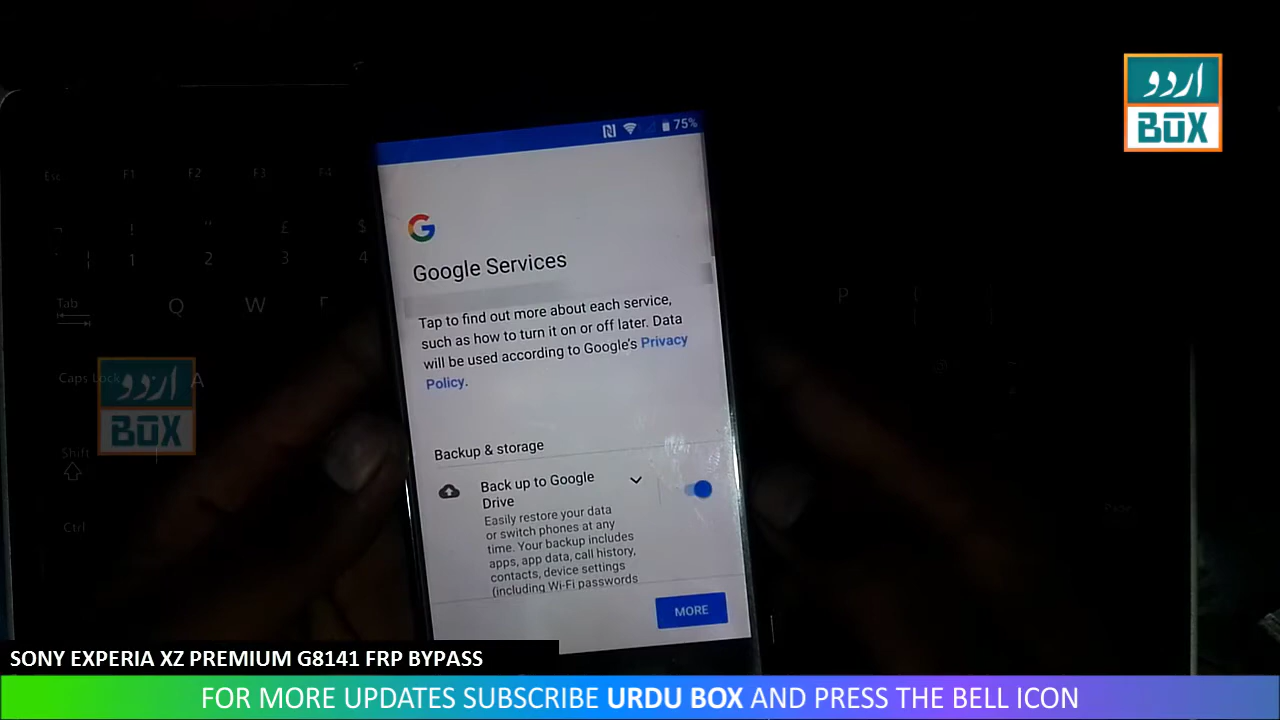 اردو
BOX
75%
Google Services
Tap to find out more about each service,
such as how to turn it on or off later. Data
will be used according to Google's Privacy
Policy.
Backup & storage
Back up to Google
Drive
Easily restore your data
or switch phones at any
time. Your backup includes
apps, app data, call history,
contacts, device settings
(including Wi-Fi passwords
MORE
Esc
F1
F2
F3
F4
!
"
£
$
1
2
3
4
Tab
Q
W
P
Caps Lock
A
اردو
BOX
Shift
Ctrl
SONY EXPERIA XZ PREMIUM G8141 FRP BYPASS
FOR MORE UPDATES SUBSCRIBE URDU BOX AND PRESS THE BELL ICON